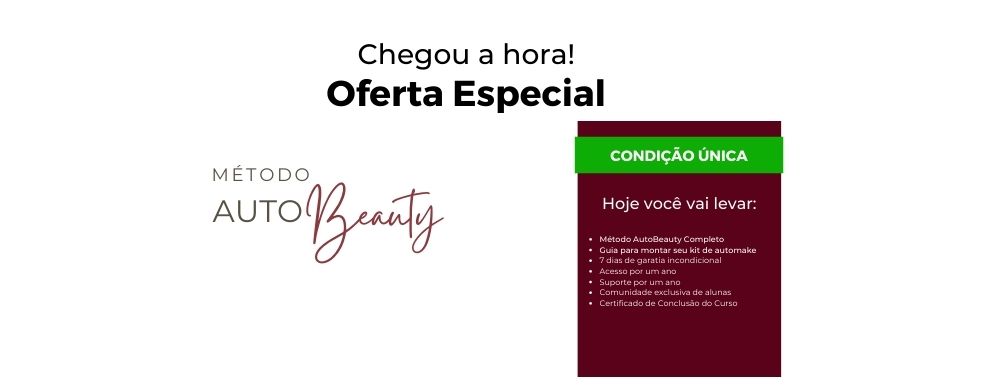 Chegou a hora!
Oferta Especial
MÉTODO
AUTO Beauty
CONDIÇÃO ÚNICA
Hoje você vai levar:
• Método AutoBeauty Completo
• Guia para montar seu kit de automake
• 7 dias de garatia incondicional
• Acesso por um ano
• Suporte por um ano
• Comunidade exclusiva de alunas
• Certificado de Conclusão do Curso